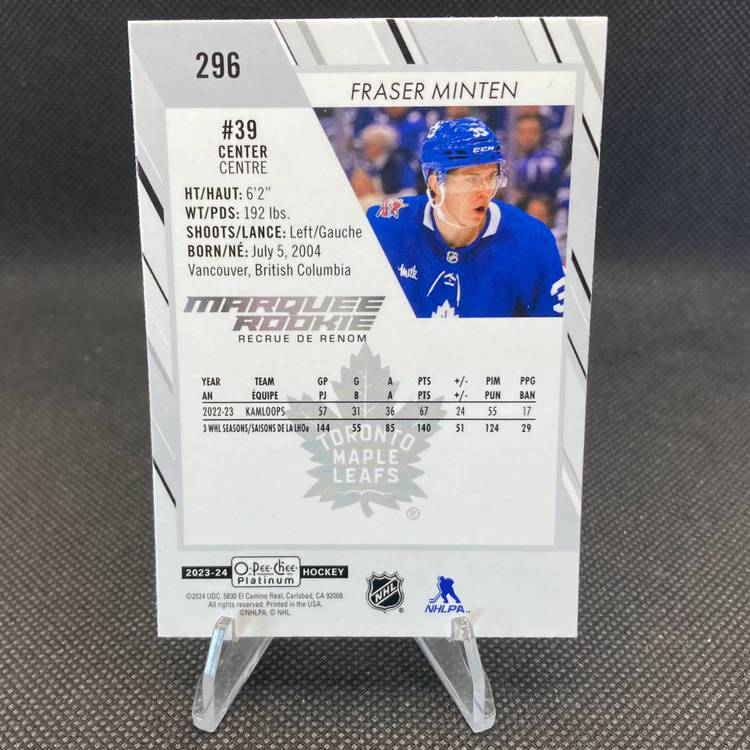 296
FRASER MINTEN
#39
CENTER
CENTRE
HT/HAUT: 6'2"
WT/PDS: 192 lbs.
SHOOTS/LANCE: Left/Gauche
BORN/NÉ: July 5, 2004
Vancouver, British Columbia
CCM
milk
MARQUEE
ROOKIE
RECRUE DE RENOM
YEAR TEAM GP G A PTS +/- PIM PPG
AN ÉQUIPE PJ B A PTS +/- PUN BAN
2022-23 KAMLOOPS 57 31 36 67 24 55 17
3 WHL SEASONS/SAISONS DE LA LHOu 144 55 85 140 51 124 29
TORONTO
MAPLE
LEAFS
®
2023-24 O-Pee-Chee Platinum HOCKEY
©2024 UDC. 5830 El Camino Real, Carlsbad, CA 92008.
All rights reserved. Printed in the USA.
©NHLPA. © NHL.
NHL
NHLPA